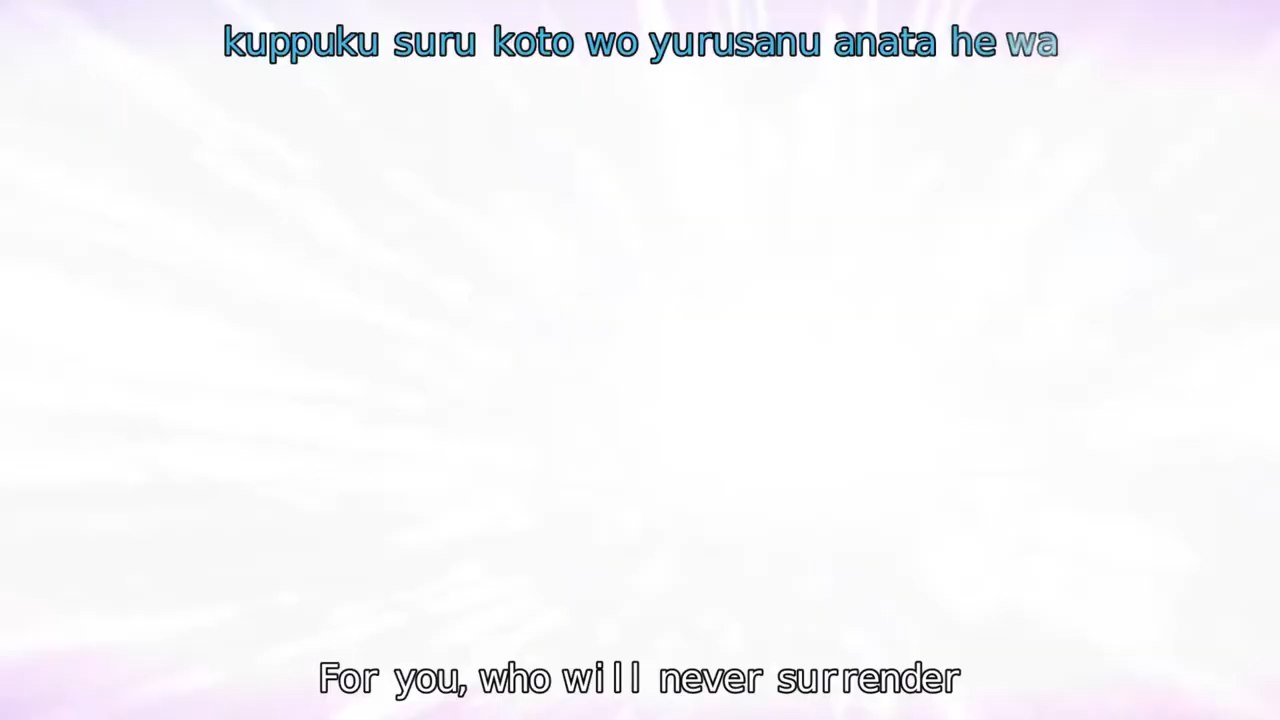 kuppuku suru koto wo yurusanu anata he wa
For you, who will never surrender